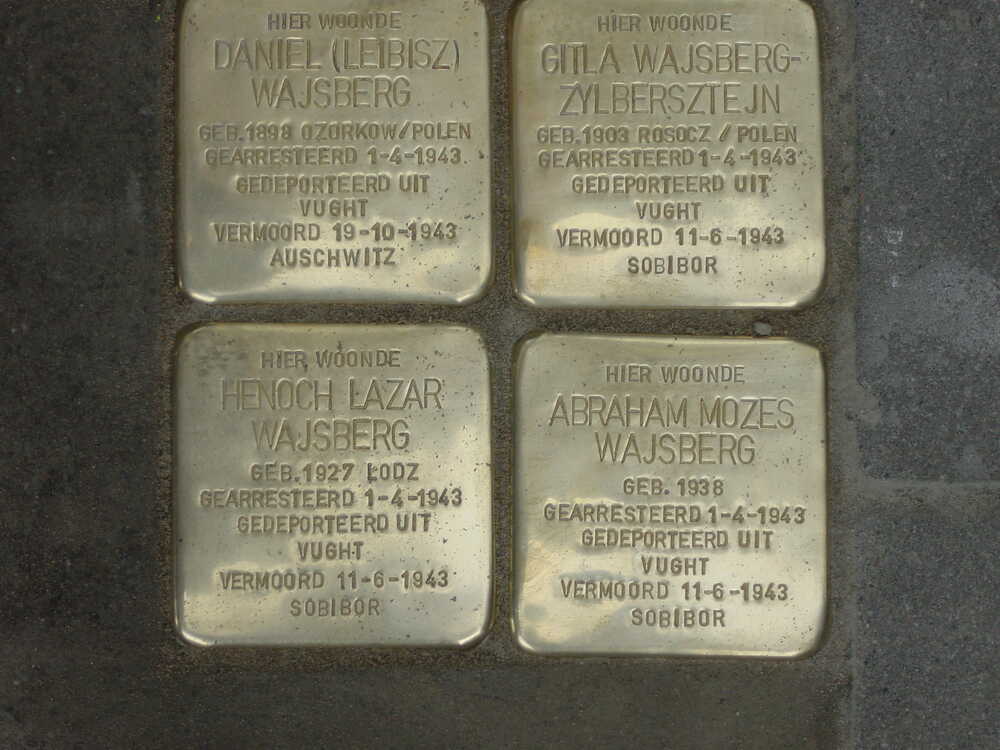 HIER WOONDE
DANIEL (LEIBISZ)
WAJSBERG
GEB.1898 OZORKOW/POLEN
GEARRESTEERD 1-4-1943
GEDEPORTEERD UIT
VUGHT
VERMOORD 19-10-1943
AUSCHWITZ
HIER WOONDE
GITLA WAJSBERG-
ZYLBERSZTEJN
GEB.1903 ROSOCZ / POLEN
GEARRESTEERD 1-4-1943
GEDEPORTEERD UIT
VUGHT
VERMOORD 11-6-1943
SOBIBOR
HIER WOONDE
HENOCH LAZAR
WAJSBERG
GEB.1927 LODZ
GEARRESTEERD 1-4-1943
GEDEPORTEERD UIT
VUGHT
VERMOORD 11-6-1943
SOBIBOR
HIER WOONDE
ABRAHAM MOZES
WAJSBERG
GEB. 1938
GEARRESTEERD 1-4-1943
GEDEPORTEERD UIT
VUGHT
VERMOORD 11-6-1943
SOBIBOR